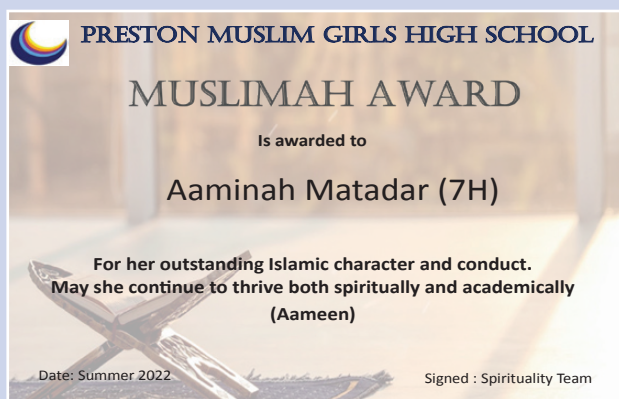 PRESTON MUSLIM GIRLS HIGH SCHOOL
MUSLIMAH AWARD
Is awarded to
Aaminah Matadar (7H)
For her outstanding Islamic character and conduct.
May she continue to thrive both spiritually and academically
(Aameen)
Date: Summer 2022
Signed : Spirituality Team